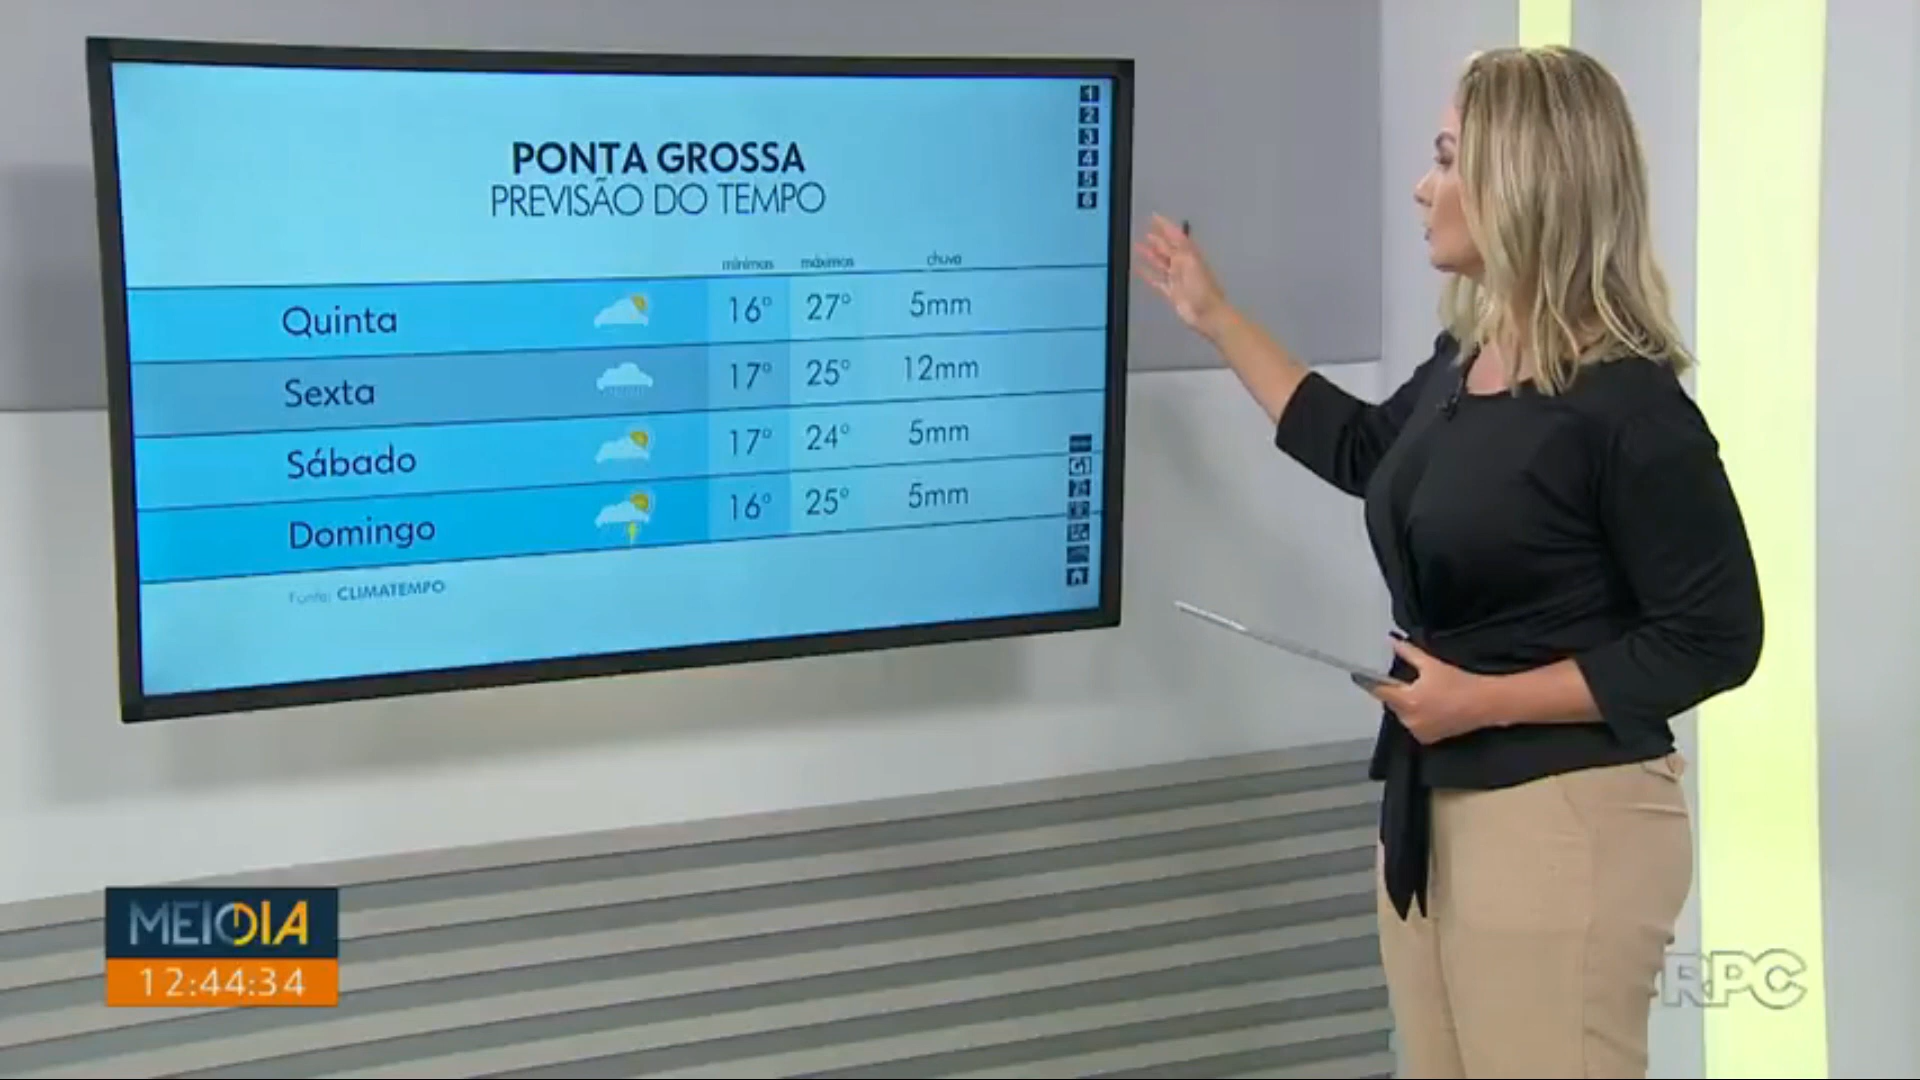 PONTA GROSSA
PREVISÃO DO TEMPO
mínimas máximas chuva
Quinta 16° 27° 5mm
Sexta 17° 25° 12mm
Sábado 17° 24° 5mm
Domingo 16° 25° 5mm
Fonte: CLIMATEMPO
1
2
3
4
5
6
G1
MEIODIA
12:44:34
RPC